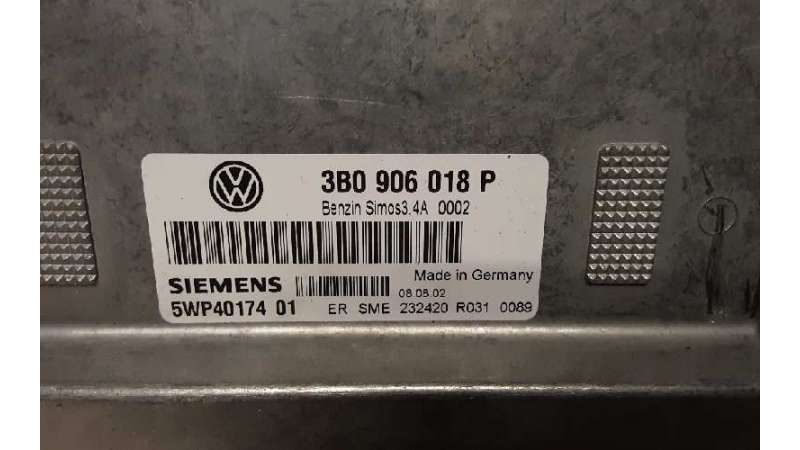 3B0 906 018 P
Benzin Simos3.4A 0002
SIEMENS
Made in Germany
08.08.02
5WP40174 01 ER SME 232420 R031 0089